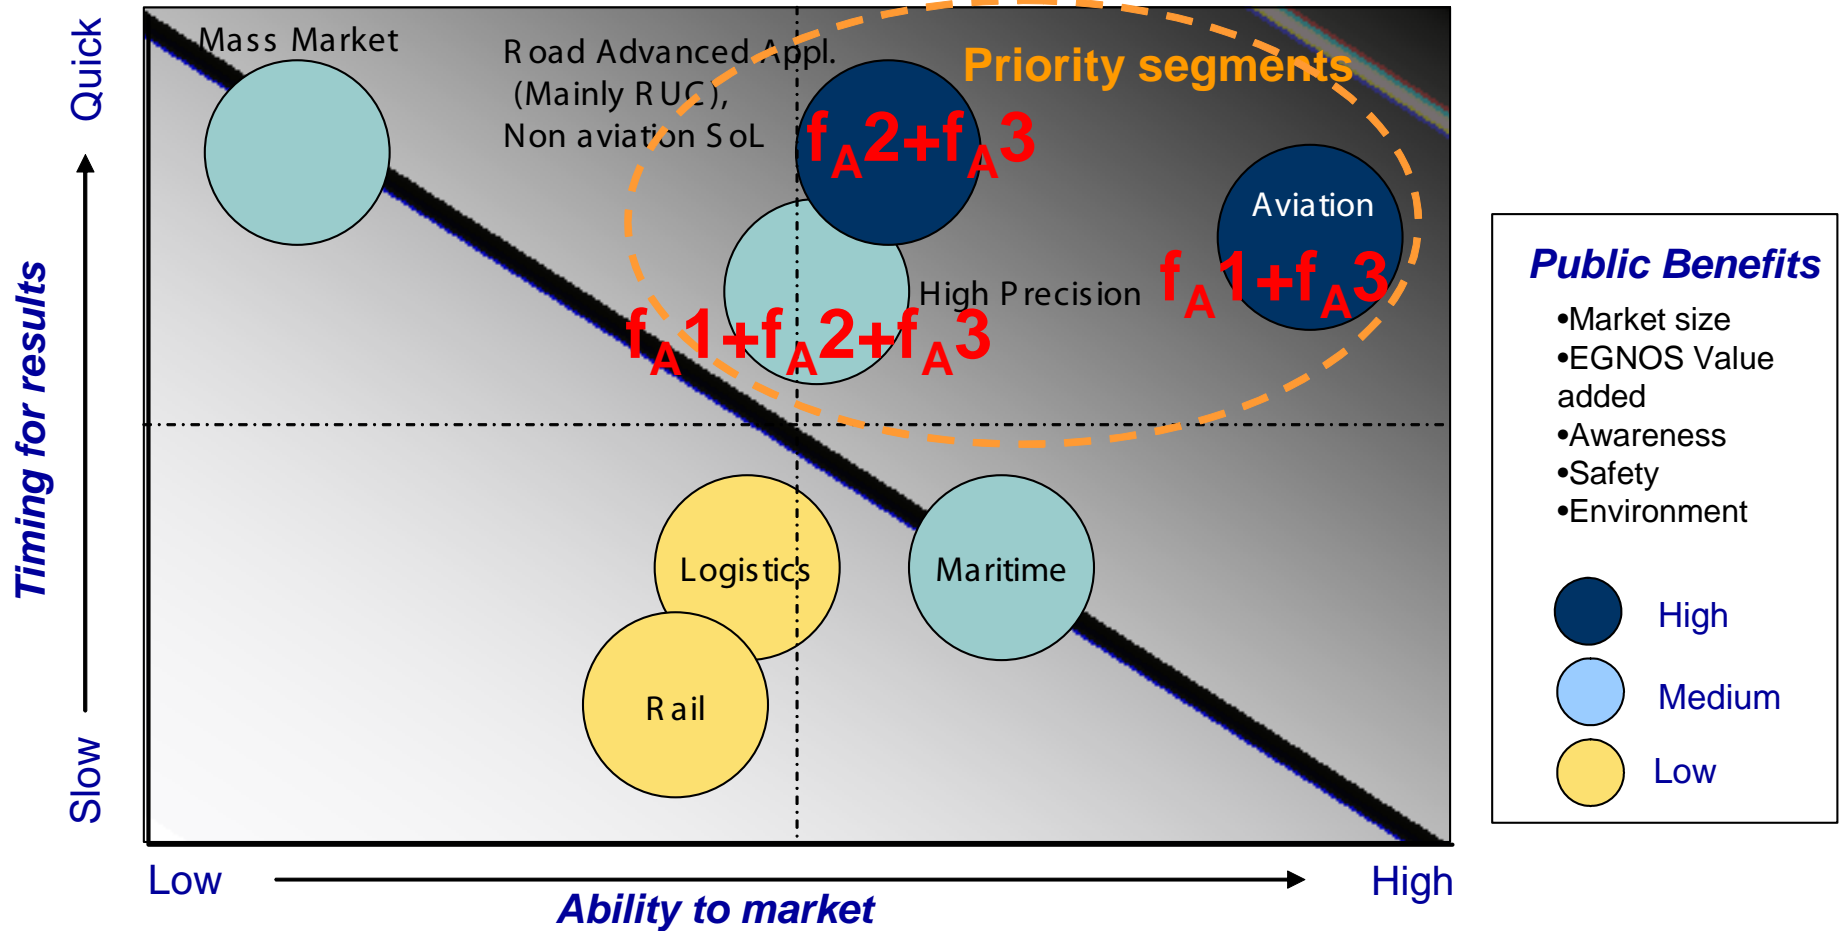 Quick
Timing for results
Slow
Mass Market
Road Advanced Appl.
(Mainly RUC),
Non aviation SoL
Priority segments
fA2+fA3
Aviation
fA1+fA3
High Precision
fA1+fA2+fA3
Logistics
Maritime
Rail
Low
Ability to market
High
Public Benefits
•Market size
•EGNOS Value
added
•Awareness
•Safety
•Environment
High
Medium
Low